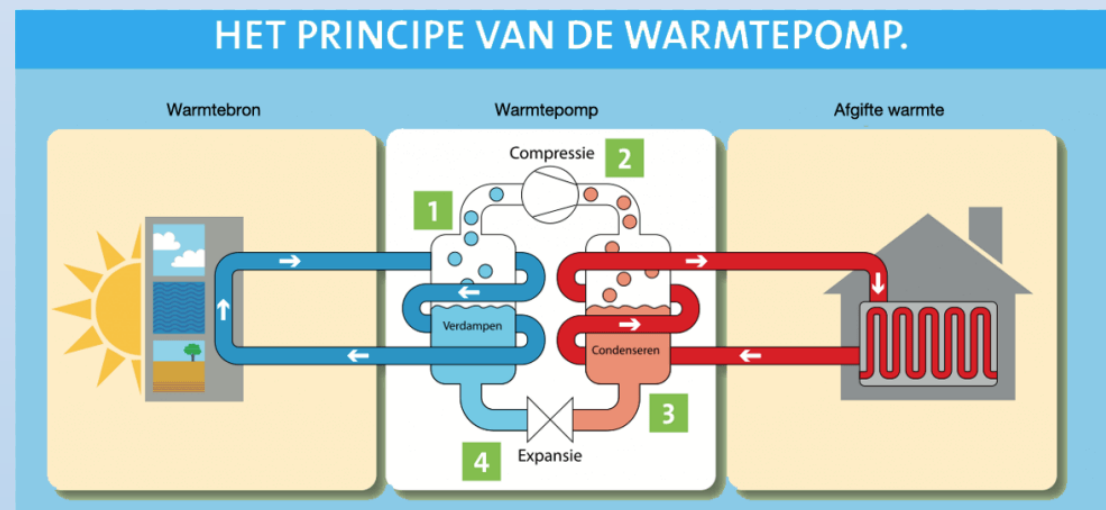 HET PRINCIPE VAN DE WARMTEPOMP.
Warmtebron
Warmtepomp
Afgifte warmte
Compressie
2
1
Verdampen
Condenseren
3
4
Expansie